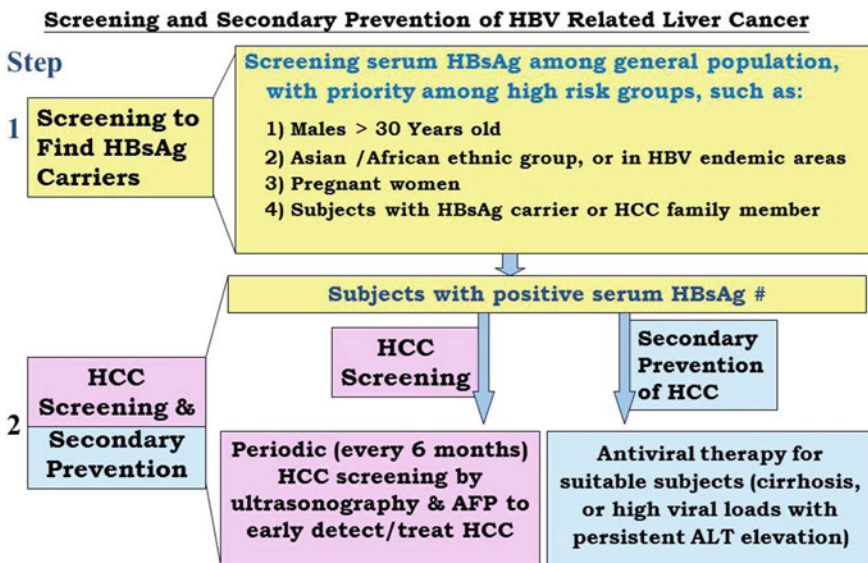 Screening and Secondary Prevention of HBV Related Liver Cancer
Step
1
Screening to
Find HBsAg
Carriers
Screening serum HBsAg among general population,
with priority among high risk groups, such as:
1) Males > 30 Years old
2) Asian /African ethnic group, or in HBV endemic areas
3) Pregnant women
4) Subjects with HBsAg carrier or HCC family member
Subjects with positive serum HBsAg #
HCC
Screening
Secondary
Prevention
of HCC
2
HCC
Screening &
Secondary
Prevention
Periodic (every 6 months)
HCC screening by
ultrasonography & AFP to
early detect/treat HCC
Antiviral therapy for
suitable subjects (cirrhosis,
or high viral loads with
persistent ALT elevation)